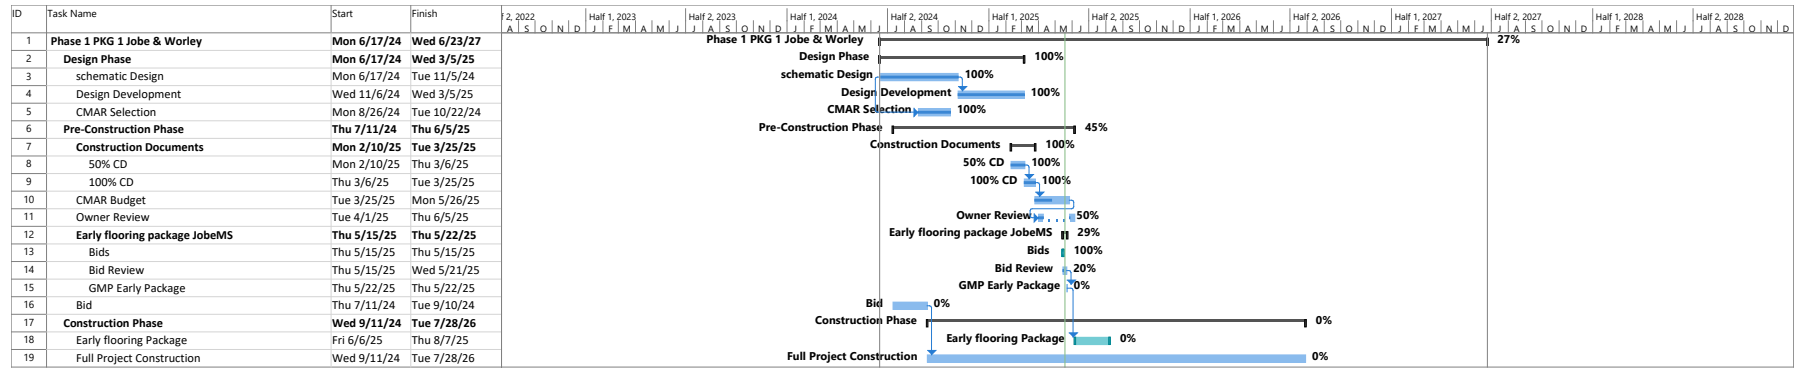 ID Task Name Start Finish f 2, 2022 Half 1, 2023 Half 2, 2023 Half 1, 2024 Half 2, 2024 Half 1, 2025 Half 2, 2025 Half 1, 2026 Half 2, 2026 Half 1, 2027 Half 2, 2027 Half 1, 2028 Half 2, 2028
A S O N D J F M A M J J A S O N D J F M A M J J A S O N D J F M A M J J A S O N D J F M A M J J A S O N D J F M A M J J A S O N D J F M A M J J A S O N D
1 Phase 1 PKG 1 Jobe & Worley Mon 6/17/24 Wed 6/23/27 Phase 1 PKG 1 Jobe & Worley 27%
2 Design Phase Mon 6/17/24 Wed 3/5/25 Design Phase 100%
3 schematic Design Mon 6/17/24 Tue 11/5/24 schematic Design 100%
4 Design Development Wed 11/6/24 Wed 3/5/25 Design Development 100%
5 CMAR Selection Mon 8/26/24 Tue 10/22/24 CMAR Selection 100%
6 Pre-Construction Phase Thu 7/11/24 Thu 6/5/25 Pre-Construction Phase 45%
7 Construction Documents Mon 2/10/25 Tue 3/25/25 Construction Documents 100%
8 50% CD Mon 2/10/25 Thu 3/6/25 50% CD 100%
9 100% CD Thu 3/6/25 Tue 3/25/25 100% CD 100%
10 CMAR Budget Tue 3/25/25 Mon 5/26/25
11 Owner Review Tue 4/1/25 Thu 6/5/25 Owner Review 50%
12 Early flooring package JobeMS Thu 5/15/25 Thu 5/22/25 Early flooring package JobeMS 29%
13 Bids Thu 5/15/25 Thu 5/15/25 Bids 100%
14 Bid Review Thu 5/15/25 Wed 5/21/25 Bid Review 20%
15 GMP Early Package Thu 5/22/25 Thu 5/22/25 GMP Early Package 0%
16 Bid Thu 7/11/24 Tue 9/10/24 Bid 0%
17 Construction Phase Wed 9/11/24 Tue 7/28/26 Construction Phase 0%
18 Early flooring Package Fri 6/6/25 Thu 8/7/25 Early flooring Package 0%
19 Full Project Construction Wed 9/11/24 Tue 7/28/26 Full Project Construction 0%